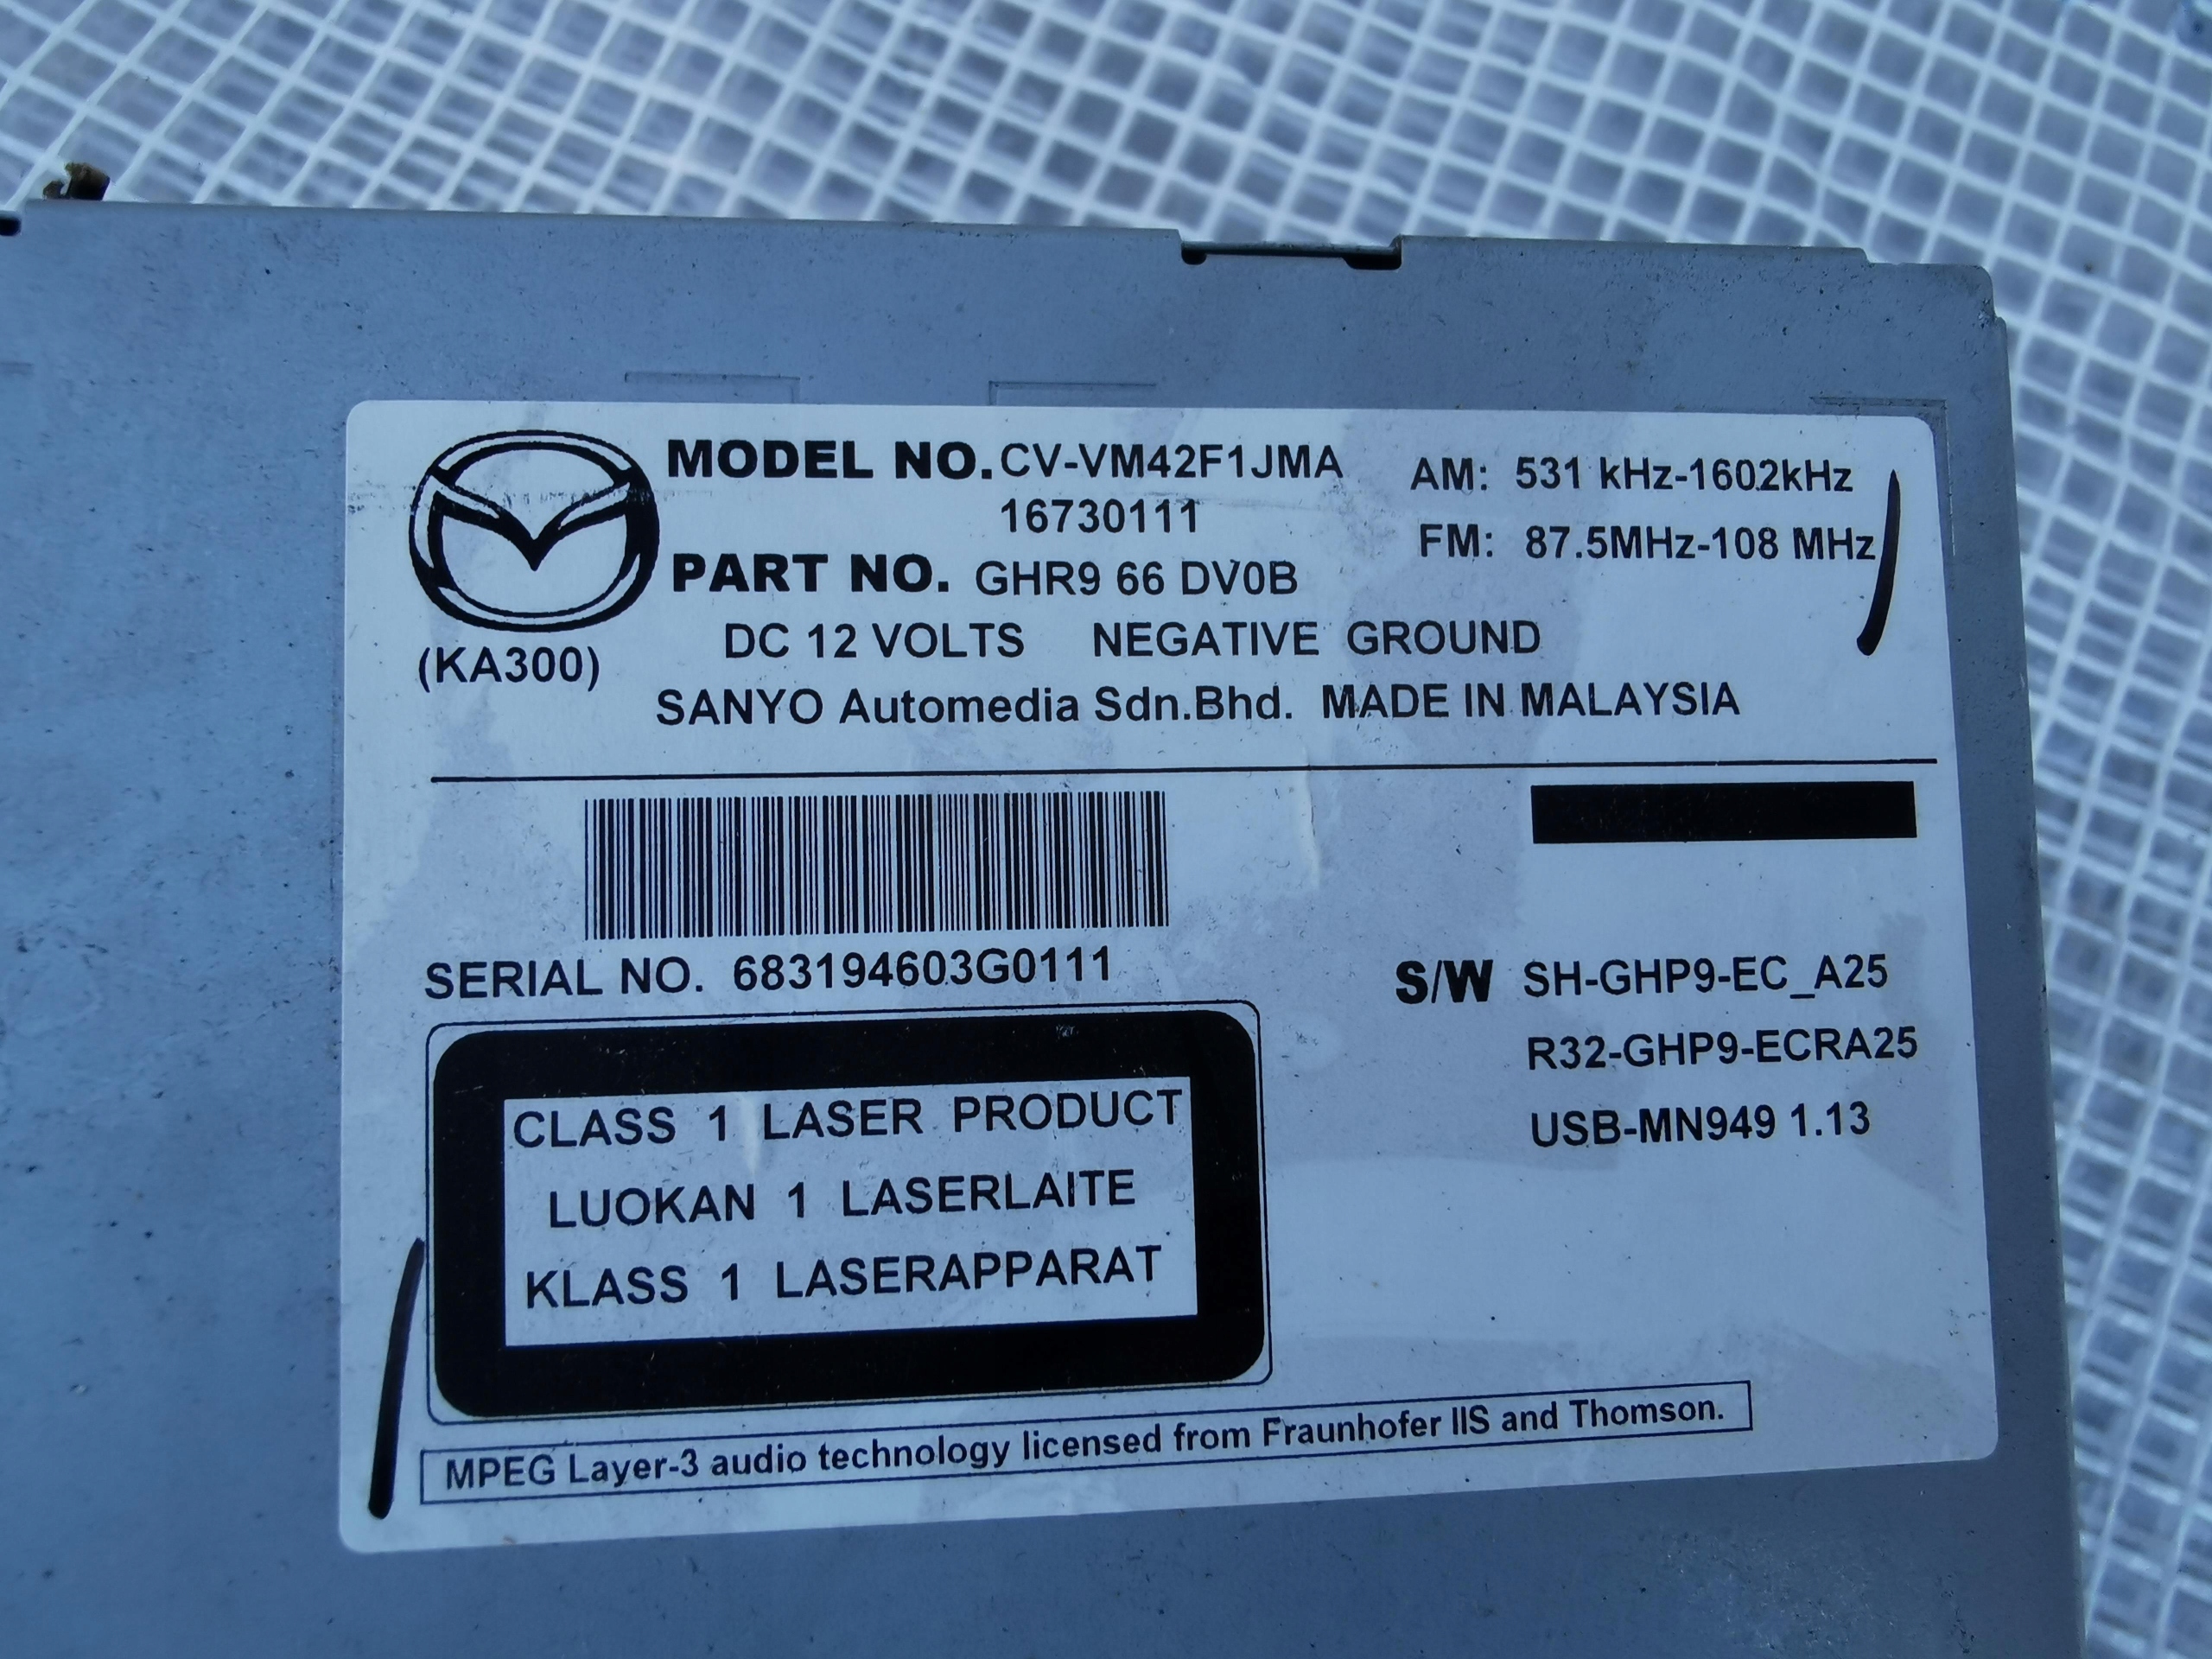 MODEL NO. CV-VM42F1JMA
16730111
PART NO. GHR9 66 DV0B
AM: 531 kHz-1602kHz
FM: 87.5MHz-108 MHz
(KA300)
DC 12 VOLTS NEGATIVE GROUND
SANYO Automedia Sdn.Bhd. MADE IN MALAYSIA
SERIAL NO. 683194603G0111
S/W SH-GHP9-EC_A25
R32-GHP9-ECRA25
USB-MN949 1.13
CLASS 1 LASER PRODUCT
LUOKAN 1 LASERLAITE
KLASS 1 LASERAPPARAT
MPEG Layer-3 audio technology licensed from Fraunhofer IIS and Thomson.